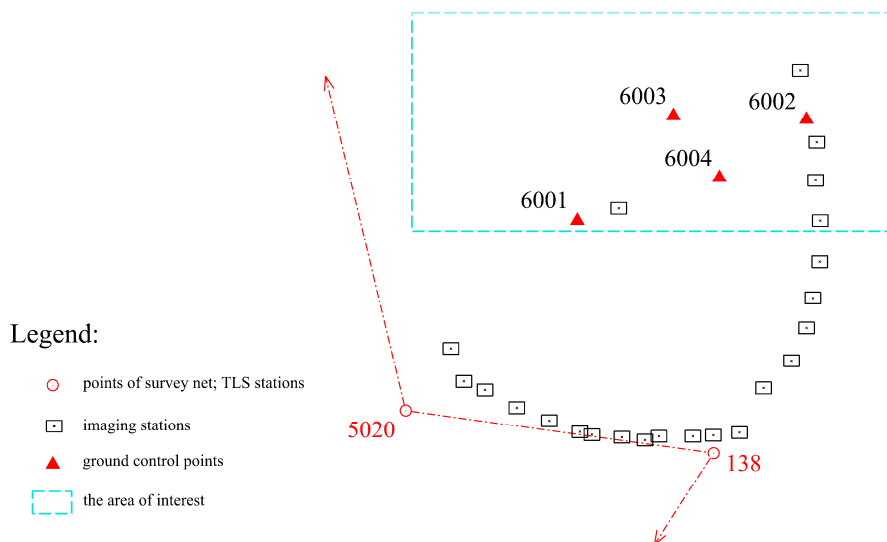 6003
6002
6004
6001
Legend:
points of survey net; TLS stations
5020
imaging stations
138
ground control points
the area of interest